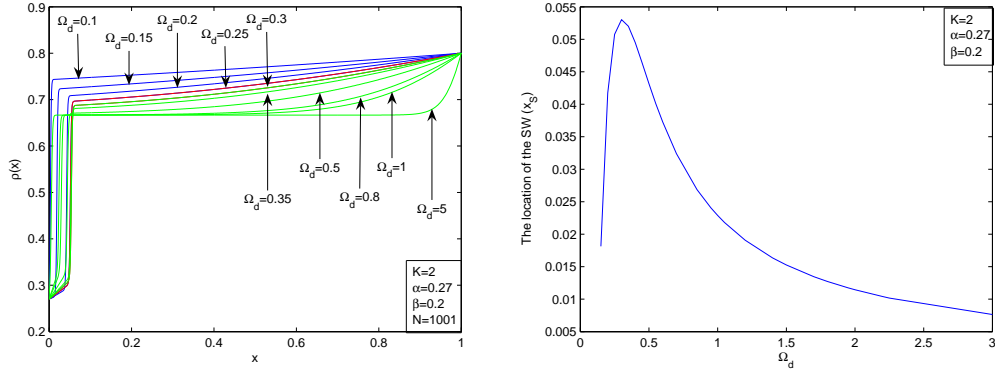 Ω_d=0.1
Ω_d=0.2
Ω_d=0.3
Ω_d=0.15
Ω_d=0.25
0.9
0.8
0.7
0.6
0.5
0.4
0.3
0.2
ρ(x)
Ω_d=0.35
Ω_d=0.5
Ω_d=0.8
Ω_d=1
Ω_d=5
K=2
α=0.27
β=0.2
N=1001
0 0.2 0.4 0.6 0.8 1
x
0.055
0.05
0.045
0.04
0.035
0.03
0.025
0.02
0.015
0.01
0.005
The location of the SW (x_S)
K=2
α=0.27
β=0.2
0 0.5 1 1.5 2 2.5 3
Ω_d